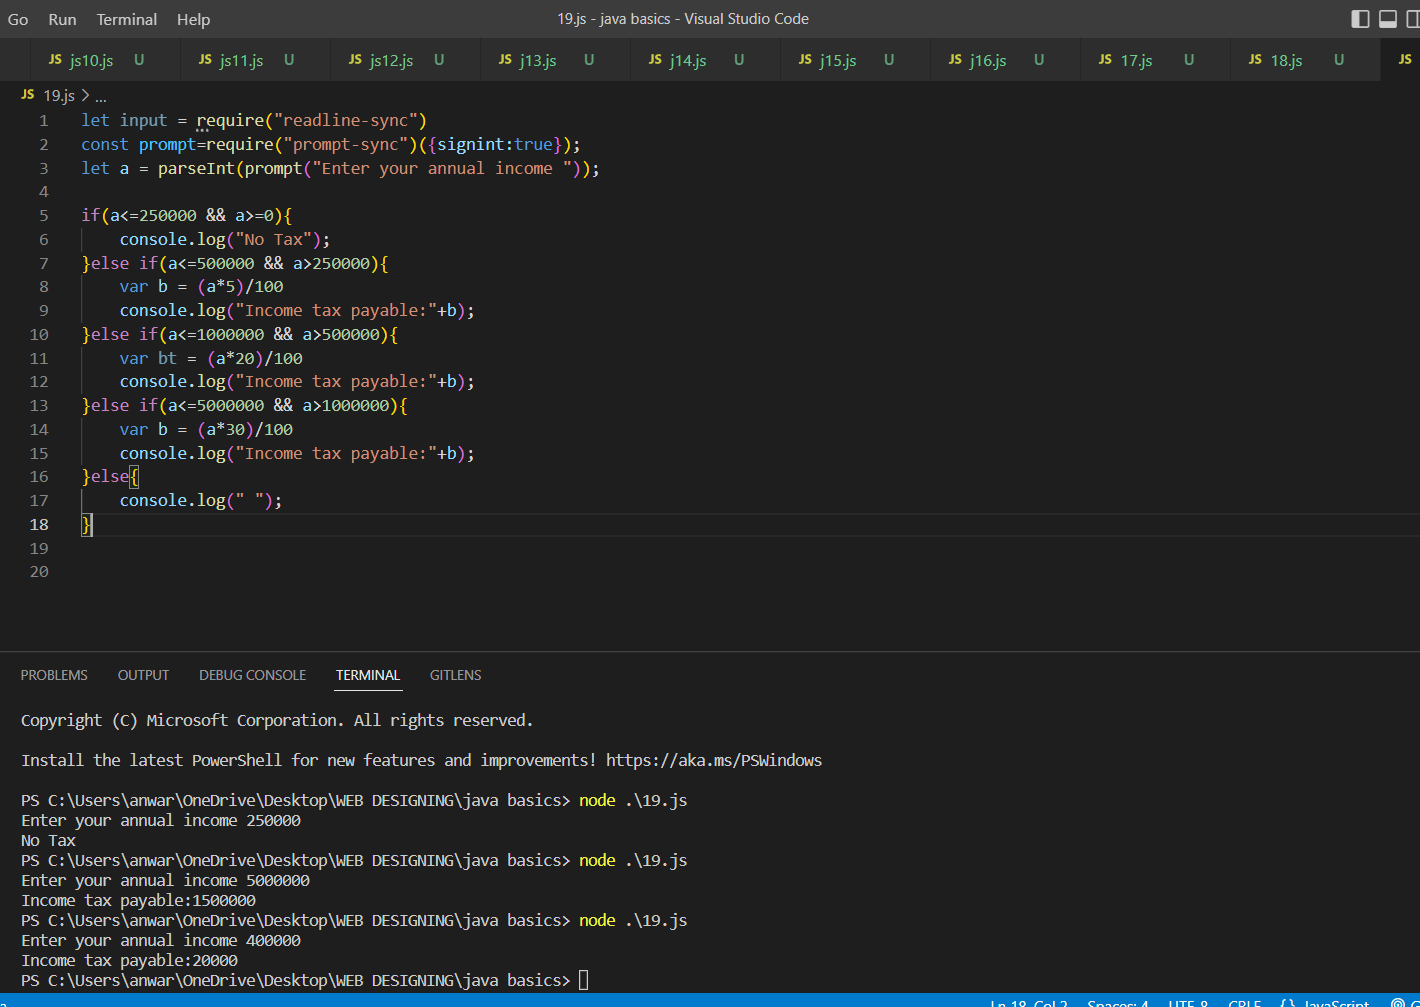 Go Run Terminal Help 19.js - java basics - Visual Studio Code
JS js10.js U JS js11.js U JS js12.js U JS j13.js U JS j14.js U JS j15.js U JS j16.js U JS 17.js U JS 18.js U JS
JS 19.js > ...
1 let input = require("readline-sync")
2 const prompt=require("prompt-sync")({signint:true});
3 let a = parseInt(prompt("Enter your annual income "));
4
5 if(a<=250000 && a>=0){
6 console.log("No Tax");
7 }else if(a<=500000 && a>250000){
8 var b = (a*5)/100
9 console.log("Income tax payable:"+b);
10 }else if(a<=1000000 && a>500000){
11 var bt = (a*20)/100
12 console.log("Income tax payable:"+b);
13 }else if(a<=5000000 && a>1000000){
14 var b = (a*30)/100
15 console.log("Income tax payable:"+b);
16 }else{
17 console.log(" ");
18 }
19
20
PROBLEMS OUTPUT DEBUG CONSOLE TERMINAL GITLENS
Copyright (C) Microsoft Corporation. All rights reserved.
Install the latest PowerShell for new features and improvements! https://aka.ms/PSWindows
PS C:\Users\anwar\OneDrive\Desktop\WEB DESIGNING\java basics> node .\19.js
Enter your annual income 250000
No Tax
PS C:\Users\anwar\OneDrive\Desktop\WEB DESIGNING\java basics> node .\19.js
Enter your annual income 5000000
Income tax payable:1500000
PS C:\Users\anwar\OneDrive\Desktop\WEB DESIGNING\java basics> node .\19.js
Enter your annual income 400000
Income tax payable:20000
PS C:\Users\anwar\OneDrive\Desktop\WEB DESIGNING\java basics>
Ln 18, Col 2 Spaces: 4 UTF-8 CRLF {} JavaScript